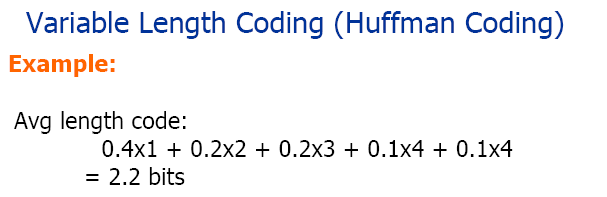 Variable Length Coding (Huffman Coding)
Example:
Avg length code:
0.4x1 + 0.2x2 + 0.2x3 + 0.1x4 + 0.1x4
= 2.2 bits